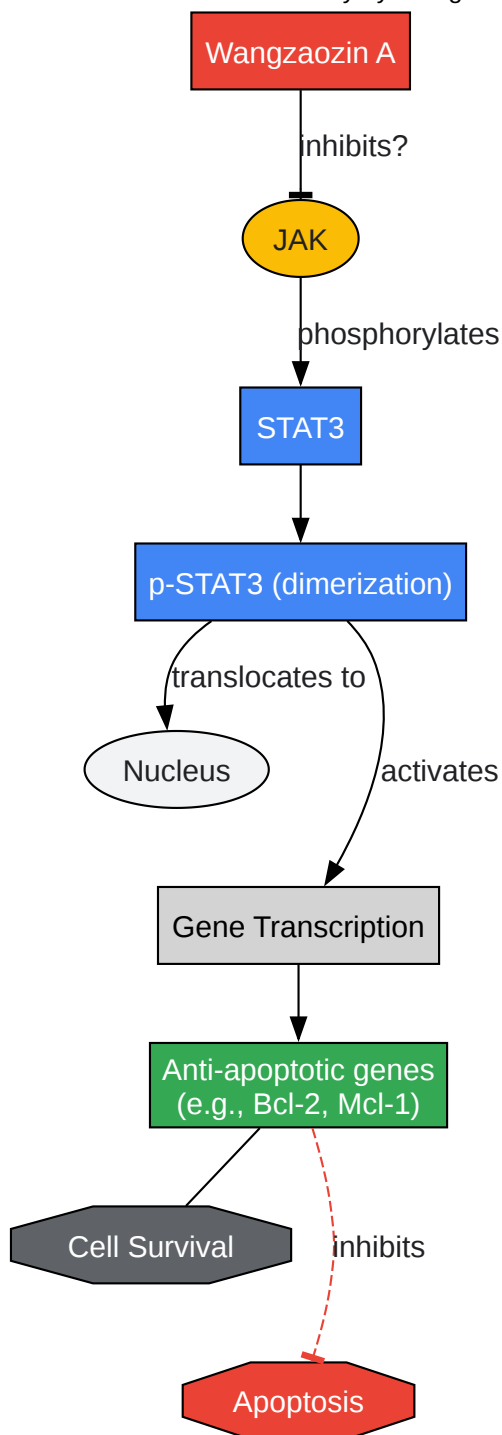 Wangzaozin A
inhibits?
JAK
phosphorylates
STAT3
p-STAT3 (dimerization)
translocates to
Nucleus
activates
Gene Transcription
Anti-apoptotic genes
(e.g., Bcl-2, Mcl-1)
Cell Survival
inhibits
Apoptosis